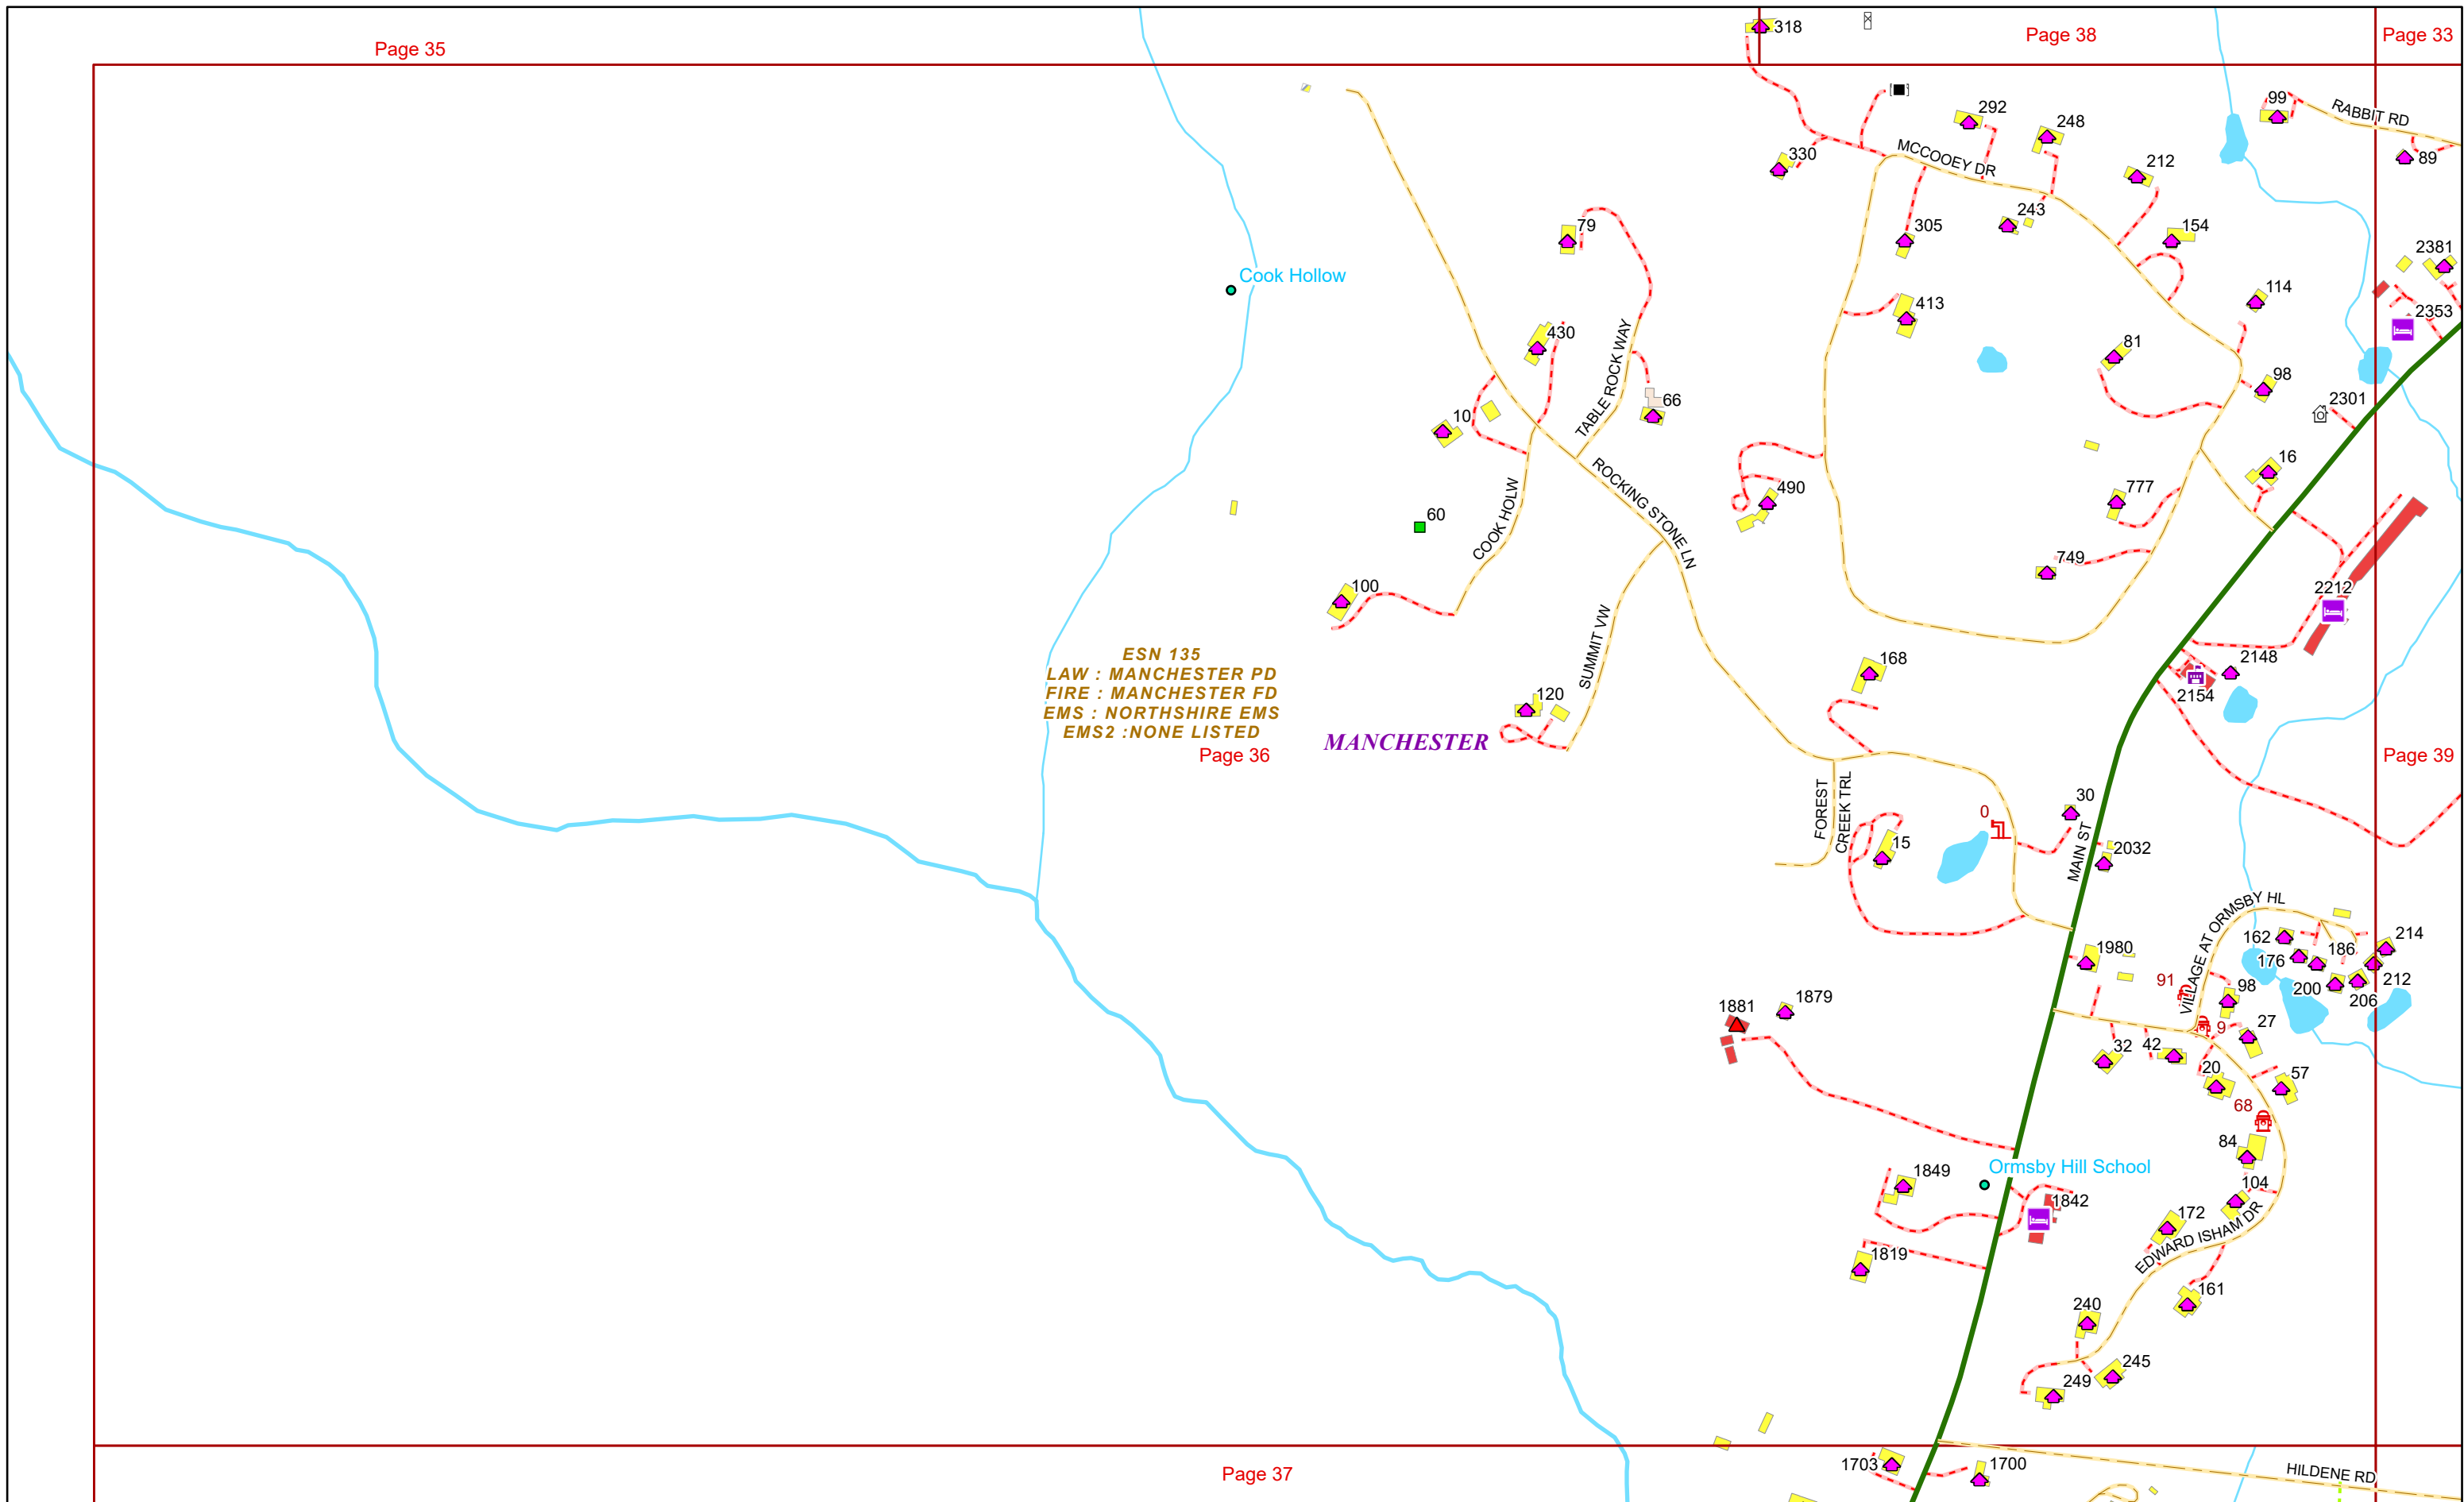 318
Page 35
Page 38
Page 33
292
248
99
RABBIT RD
330
MCCOOEY DR
212
89
79
305
243
154
2381
Cook Hollow
114
2353
413
430
81
TABLE ROCK WAY
98
2301
10
66
16
490
777
ROCKING STONE LN
60
COOK HOLW
749
100
2212
SUMMIT VW
ESN 135
LAW : MANCHESTER PD
FIRE : MANCHESTER FD
EMS : NORTHSHIRE EMS
EMS2 :NONE LISTED
168
2148
2154
120
MANCHESTER
Page 36
Page 39
30
FOREST
CREEK TRL
0
15
MAIN ST
2032
VILLAGE AT ORMSBY HL
162
186
214
1980
176
91
98
200
206
212
1881
1879
9
27
32
42
20
57
68
84
Ormsby Hill School
1849
104
1842
172
EDWARD ISHAM DR
1819
161
240
245
249
1703
1700
Page 37
HILDENE RD